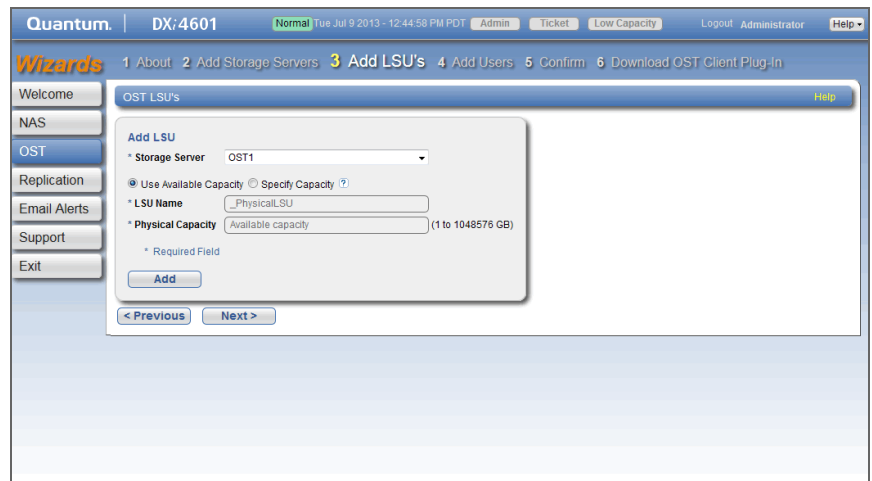 Quantum. DXi4601 Normal Tue Jul 9 2013 - 12:44:58 PM PDT Admin Ticket Low Capacity Logout Administrator Help
Wizards 1 About 2 Add Storage Servers 3 Add LSU's 4 Add Users 5 Confirm 6 Download OST Client Plug-In
Welcome
NAS
OST
Replication
Email Alerts
Support
Exit
OST LSU's Help
Add LSU
* Storage Server OST1
Use Available Capacity Specify Capacity ?
* LSU Name _PhysicalLSU
* Physical Capacity Available capacity (1 to 1048576 GB)
* Required Field
Add
< Previous Next >